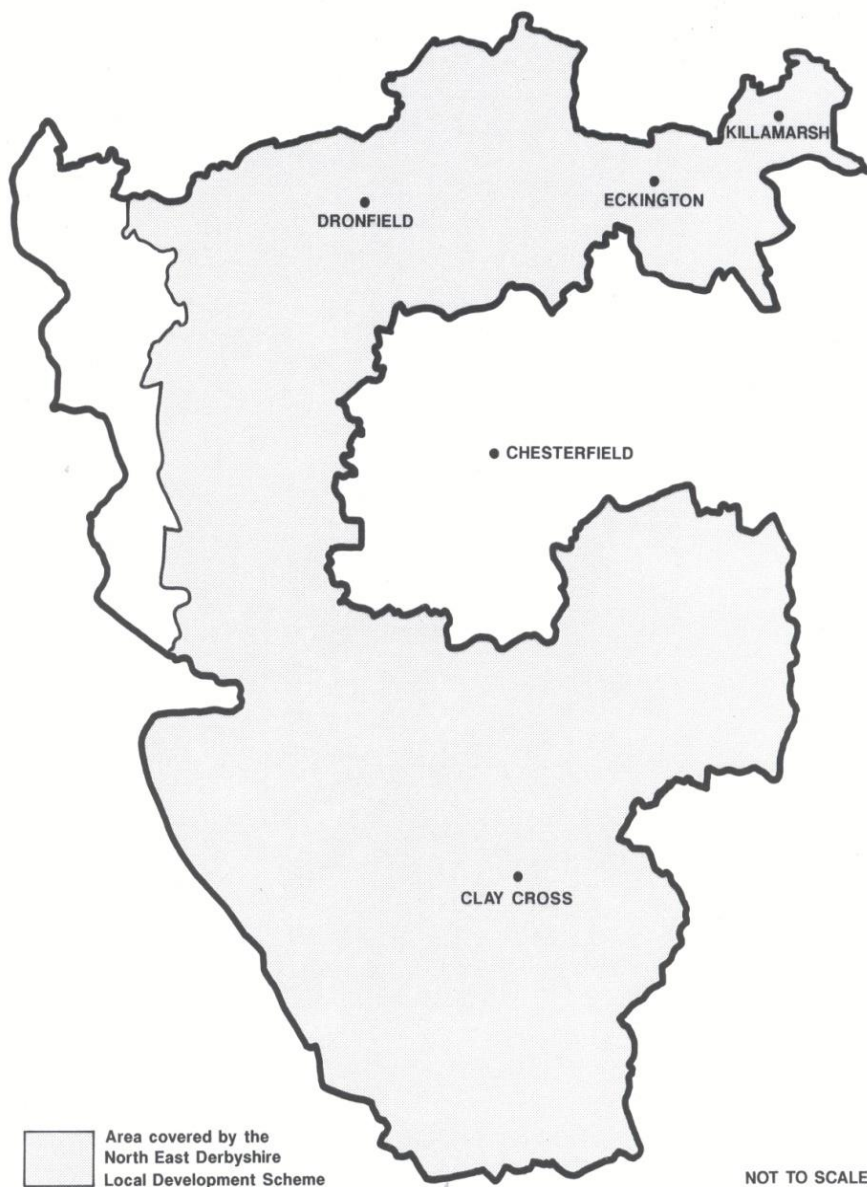 KILLAMARSH
ECKINGTON
DRONFIELD
CHESTERFIELD
CLAY CROSS
Area covered by the
North East Derbyshire
Local Development Scheme
NOT TO SCALE